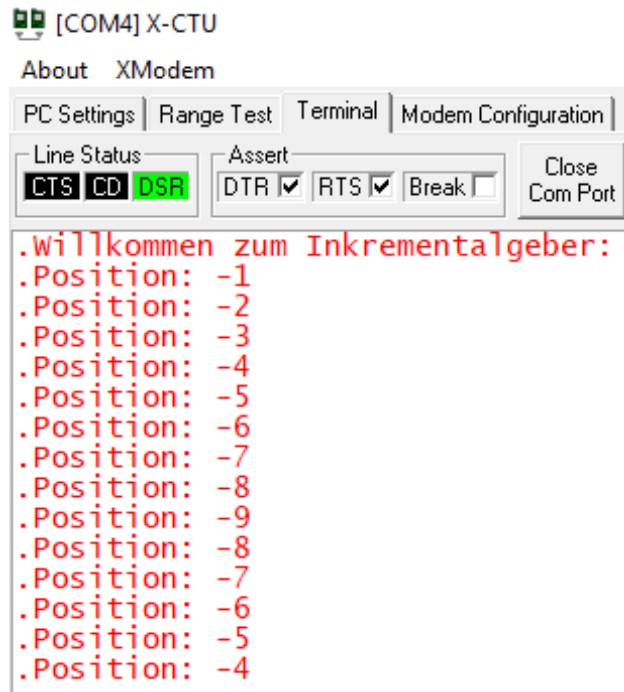 [COM4] X-CTU
About XModem
PC Settings Range Test Terminal Modem Configuration
Line Status Assert
CTS CD DSR DTR RTS Break Close Com Port
.Willkommen zum Inkrementalgeber:
.Position: -1
.Position: -2
.Position: -3
.Position: -4
.Position: -5
.Position: -6
.Position: -7
.Position: -8
.Position: -9
.Position: -8
.Position: -7
.Position: -6
.Position: -5
.Position: -4